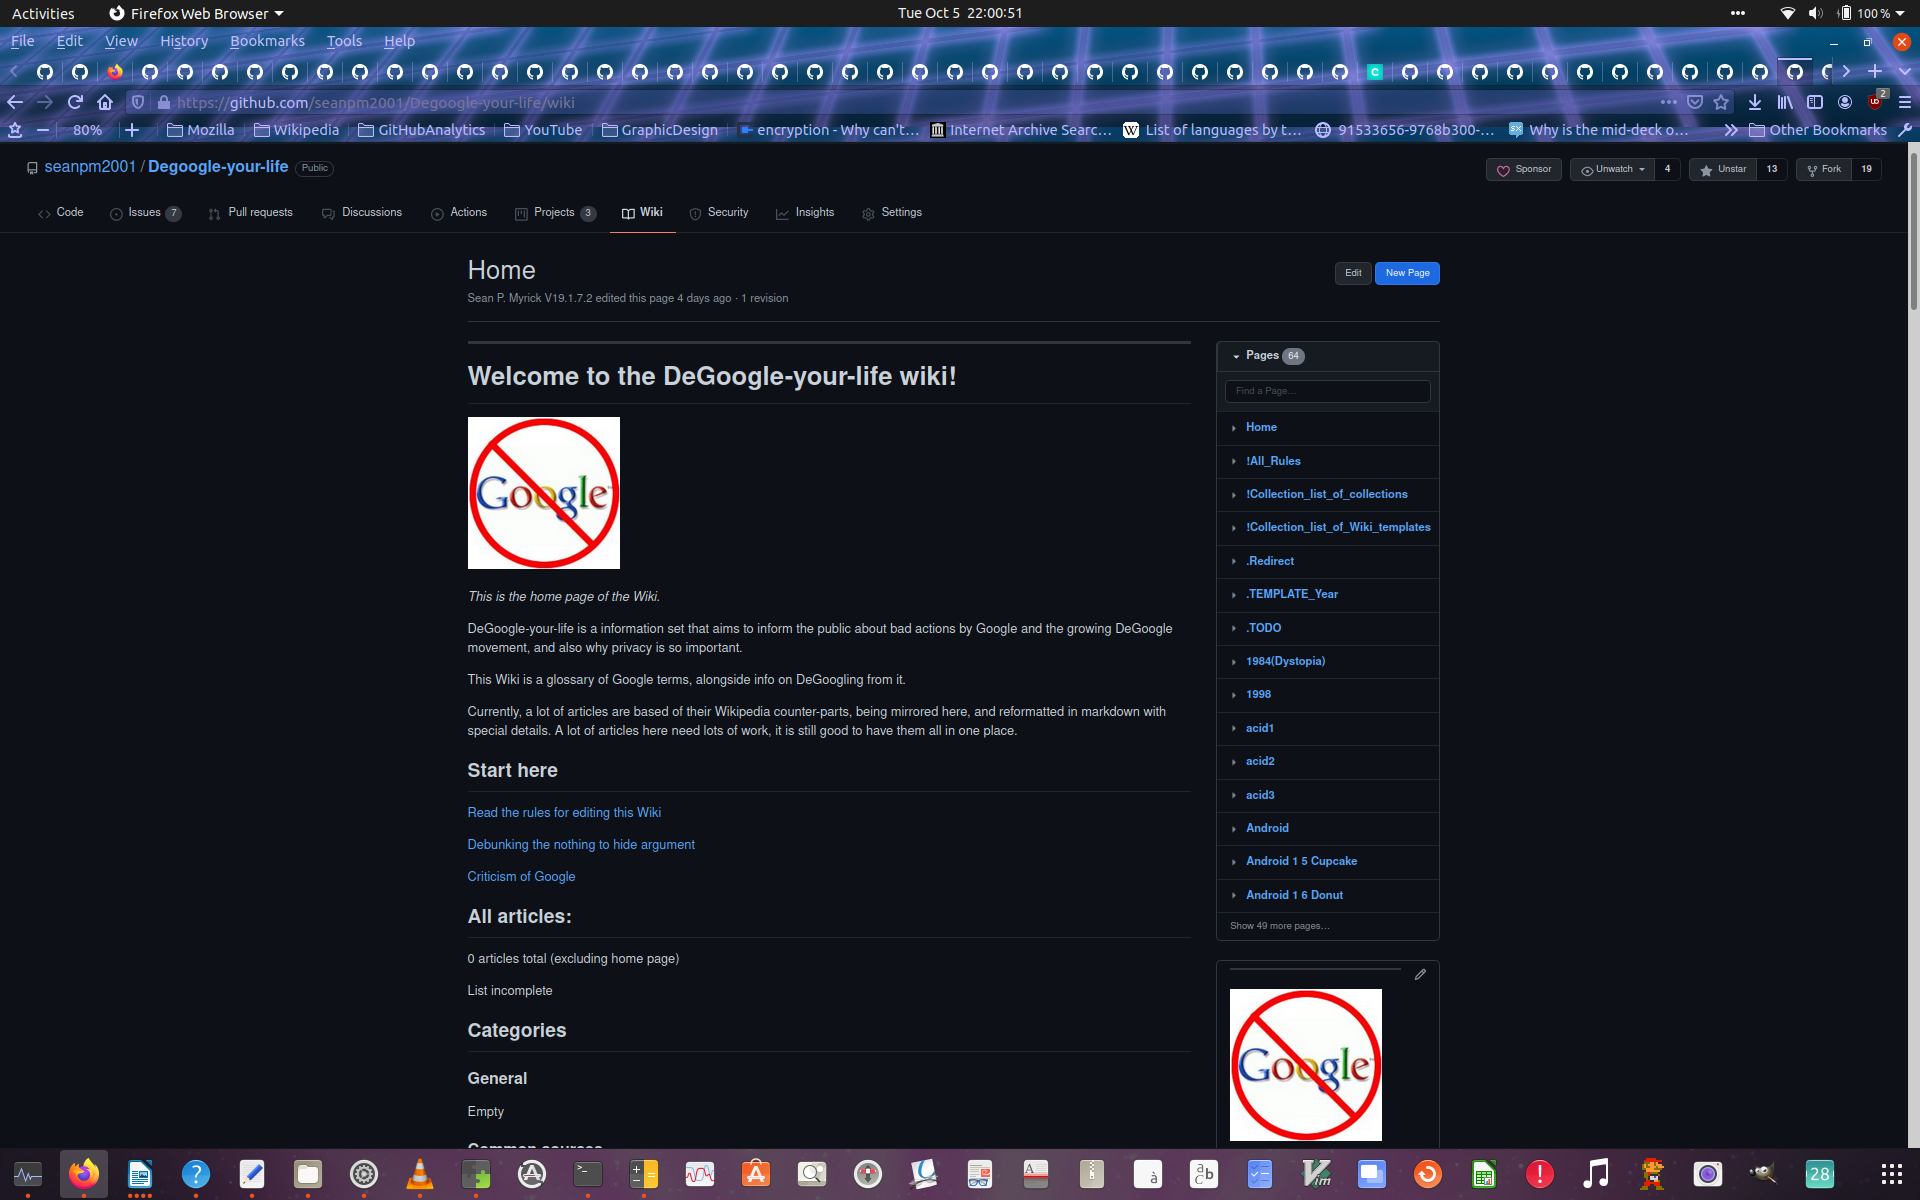 Activities Firefox Web Browser Tue Oct 5 22:00:51 100 %
File Edit View History Bookmarks Tools Help
https://github.com/seanpm2001/Degoogle-your-life/wiki 2
80% Mozilla Wikipedia GitHubAnalytics YouTube GraphicDesign encryption - Why can't… Internet Archive Searc… List of languages by t… 91533656-9768b300-… Why is the mid-deck o… Other Bookmarks
seanpm2001 / Degoogle-your-life Public Sponsor Unwatch 4 Unstar 13 Fork 19
Code Issues 7 Pull requests Discussions Actions Projects 3 Wiki Security Insights Settings
Home
Edit New Page
Sean P. Myrick V19.1.7.2 edited this page 4 days ago · 1 revision
Welcome to the DeGoogle-your-life wiki!
Google
This is the home page of the Wiki.
DeGoogle-your-life is a information set that aims to inform the public about bad actions by Google and the growing DeGoogle
movement, and also why privacy is so important.
This Wiki is a glossary of Google terms, alongside info on DeGoogling from it.
Currently, a lot of articles are based of their Wikipedia counter-parts, being mirrored here, and reformatted in markdown with
special details. A lot of articles here need lots of work, it is still good to have them all in one place.
Start here
Read the rules for editing this Wiki
Debunking the nothing to hide argument
Criticism of Google
All articles:
0 articles total (excluding home page)
List incomplete
Categories
General
Empty
Common sources
Pages 64
Find a Page…
Home
!All_Rules
!Collection_list_of_collections
!Collection_list_of_Wiki_templates
.Redirect
.TEMPLATE_Year
.TODO
1984(Dystopia)
1998
acid1
acid2
acid3
Android
Android 1 5 Cupcake
Android 1 6 Donut
Show 49 more pages…
Google
28